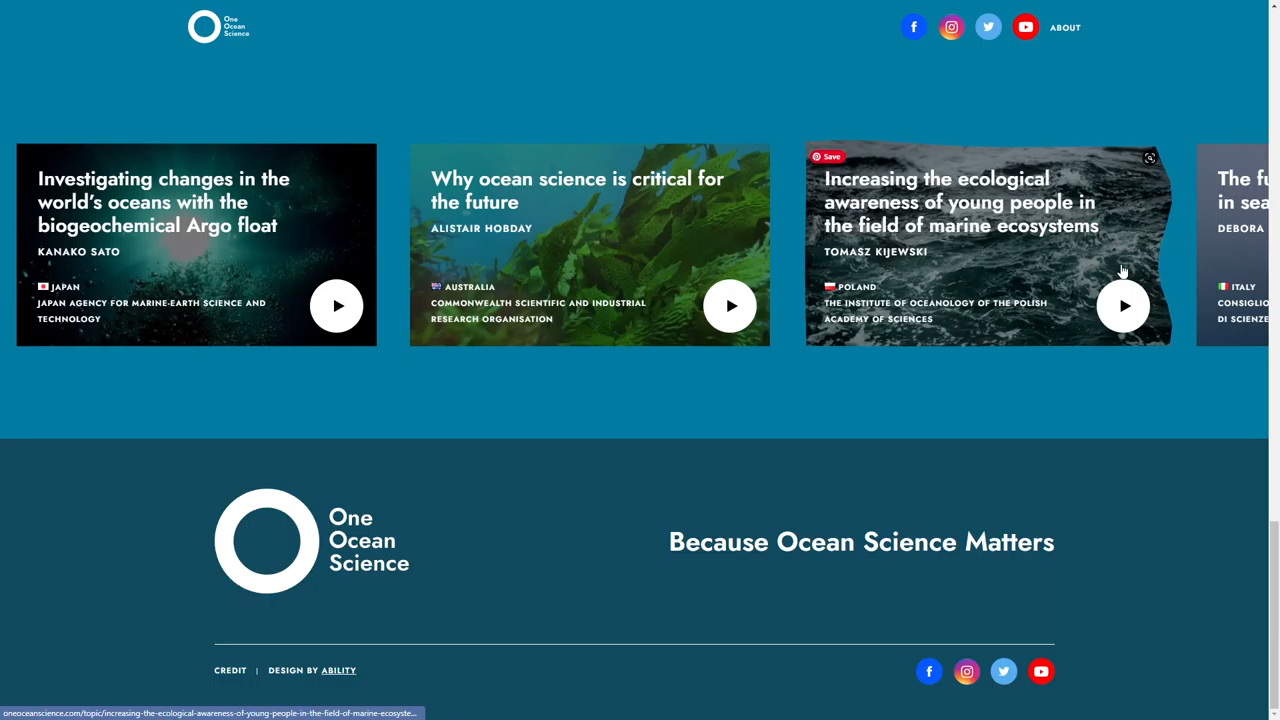 One
Ocean
Science
ABOUT
Investigating changes in the
world's oceans with the
biogeochemical Argo float
KANAKO SATO
JAPAN
JAPAN AGENCY FOR MARINE-EARTH SCIENCE AND
TECHNOLOGY
Why ocean science is critical for
the future
ALISTAIR HOBDAY
AUSTRALIA
COMMONWEALTH SCIENTIFIC AND INDUSTRIAL
RESEARCH ORGANISATION
Save
Increasing the ecological
awareness of young people in
the field of marine ecosystems
TOMASZ KIJEWSKI
POLAND
THE INSTITUTE OF OCEANOLOGY OF THE POLISH
ACADEMY OF SCIENCES
The fu
in sea
DEBORA
ITALY
CONSIGLIO
DI SCIENZE
One
Ocean
Science
Because Ocean Science Matters
CREDIT | DESIGN BY ABILITY
oneoceanscience.com/topic/increasing-the-ecological-awareness-of-young-people-in-the-field-of-marine-ecosyste...